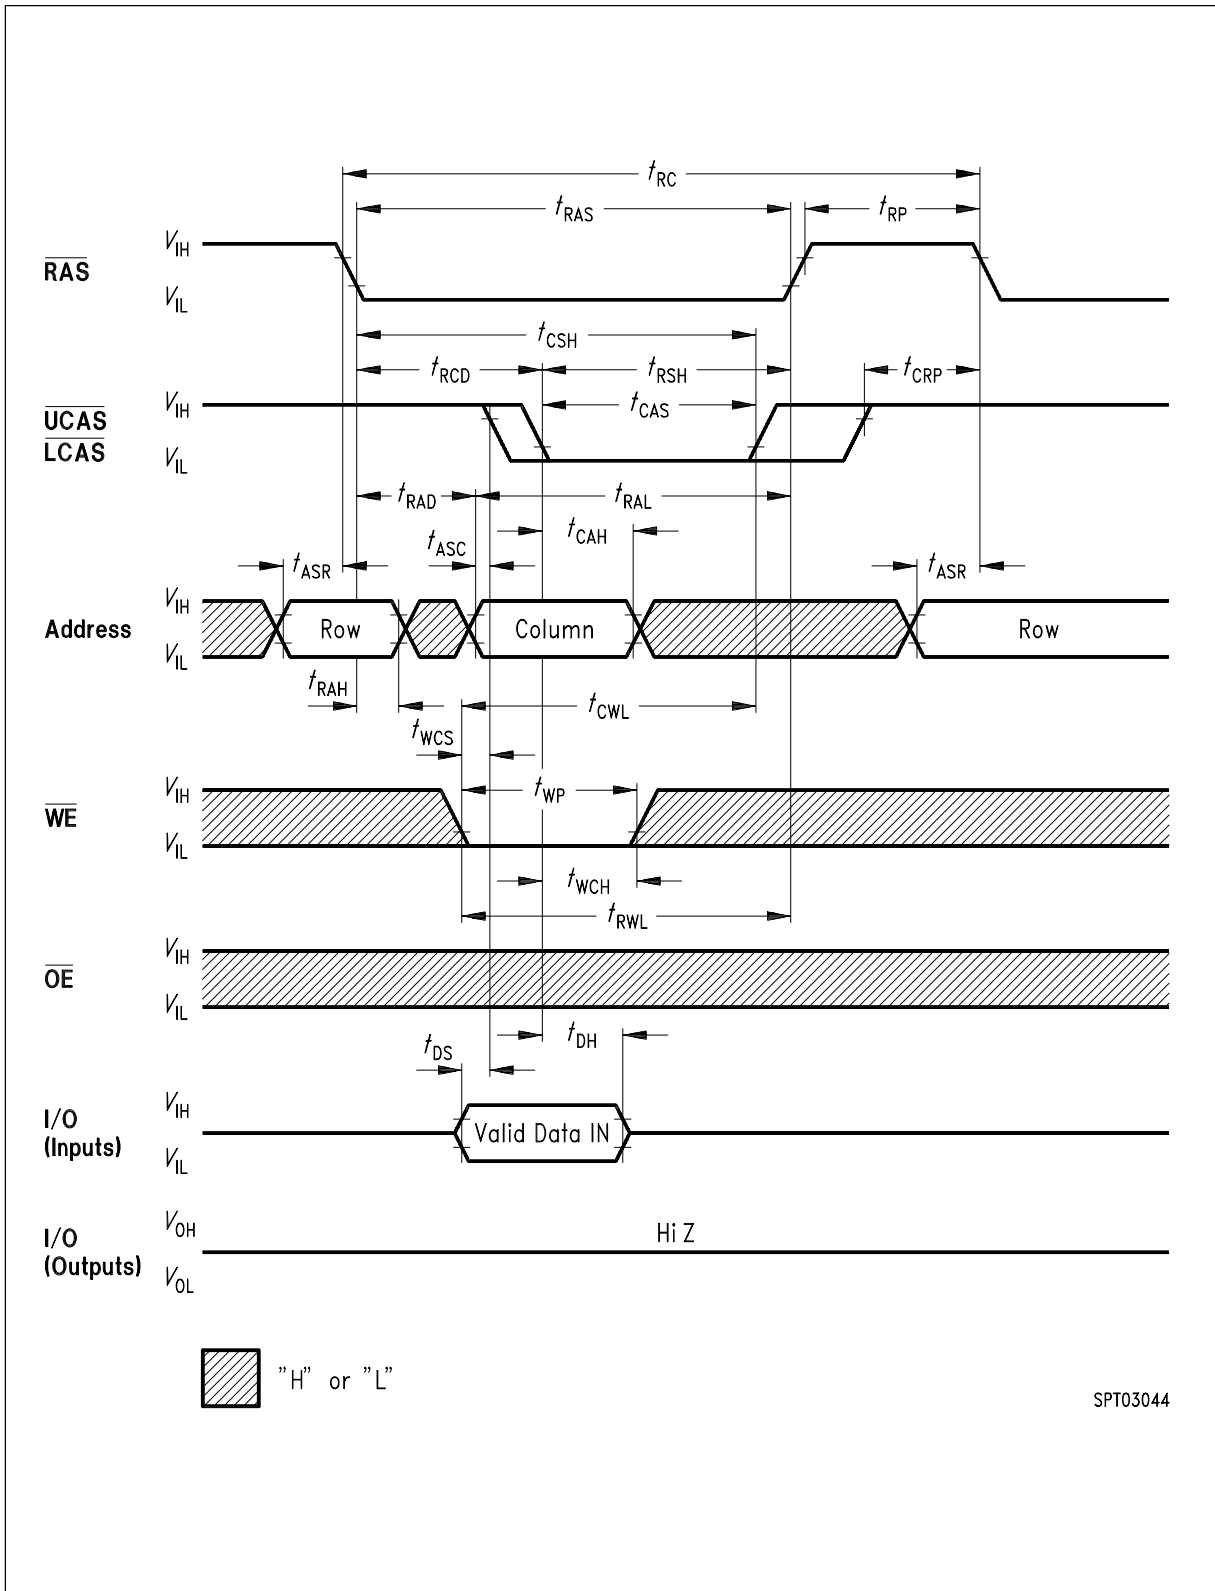 tRC
tRAS
tRP
VIH
RAS
VIL
tCSH
tRCD
tRSH
tCRP
VIH
UCAS
tCAS
LCAS
VIL
tRAD
tRAL
tCAH
tASC
tASR
tASR
VIH
Address
Row
Column
Row
VIL
tRAH
tCWL
tWCS
VIH
tWP
WE
VIL
tWCH
tRWL
VIH
OE
VIL
tDH
tDS
VIH
I/O
(Inputs)
Valid Data IN
VIL
VOH
Hi Z
I/O
(Outputs)
VOL
"H" or "L"
SPT03044